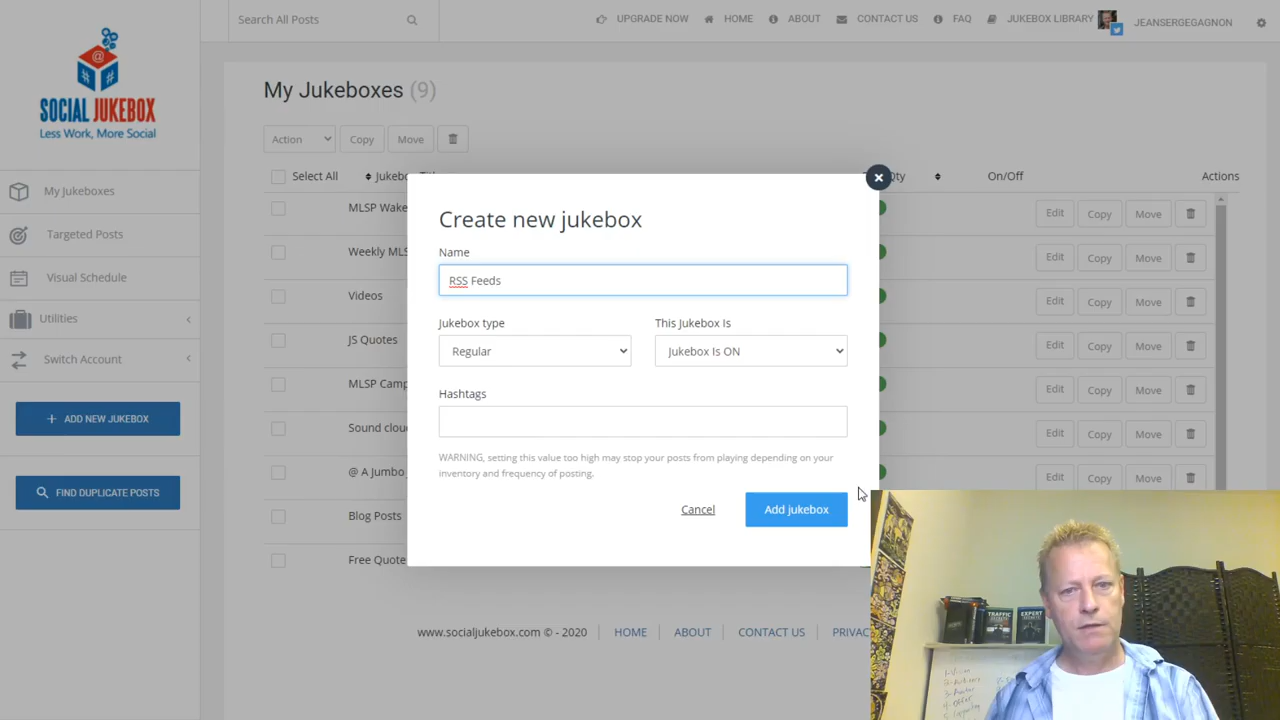 Search All Posts
UPGRADE NOW
HOME
ABOUT
CONTACT US
FAQ
JUKEBOX LIBRARY
JEANSERGEGAGNON
@
#
#
SOCIAL JUKEBOX
Less Work, More Social
My Jukeboxes
Targeted Posts
Visual Schedule
Utilities
Switch Account
+ ADD NEW JUKEBOX
FIND DUPLICATE POSTS
My Jukeboxes (9)
Action
Copy
Move
Select All
Qty
On/Off
Actions
MLSP Wake
Edit Copy Move
Weekly MLS
Edit Copy Move
Videos
Edit Copy Move
JS Quotes
Edit Copy Move
MLSP Camp
Edit Copy Move
Sound clou
Edit Copy Move
@ A Jumbo
Edit Copy Move
Blog Posts
Free Quote
Create new jukebox
Name
RSS Feeds
Jukebox type
This Jukebox Is
Regular
Jukebox Is ON
Hashtags
WARNING, setting this value too high may stop your posts from playing depending on your
inventory and frequency of posting.
Cancel
Add jukebox
www.socialjukebox.com © - 2020
HOME
ABOUT
CONTACT US
PRIVAC
TRAFFIC
SECRETS
EXPERT
SECRETS